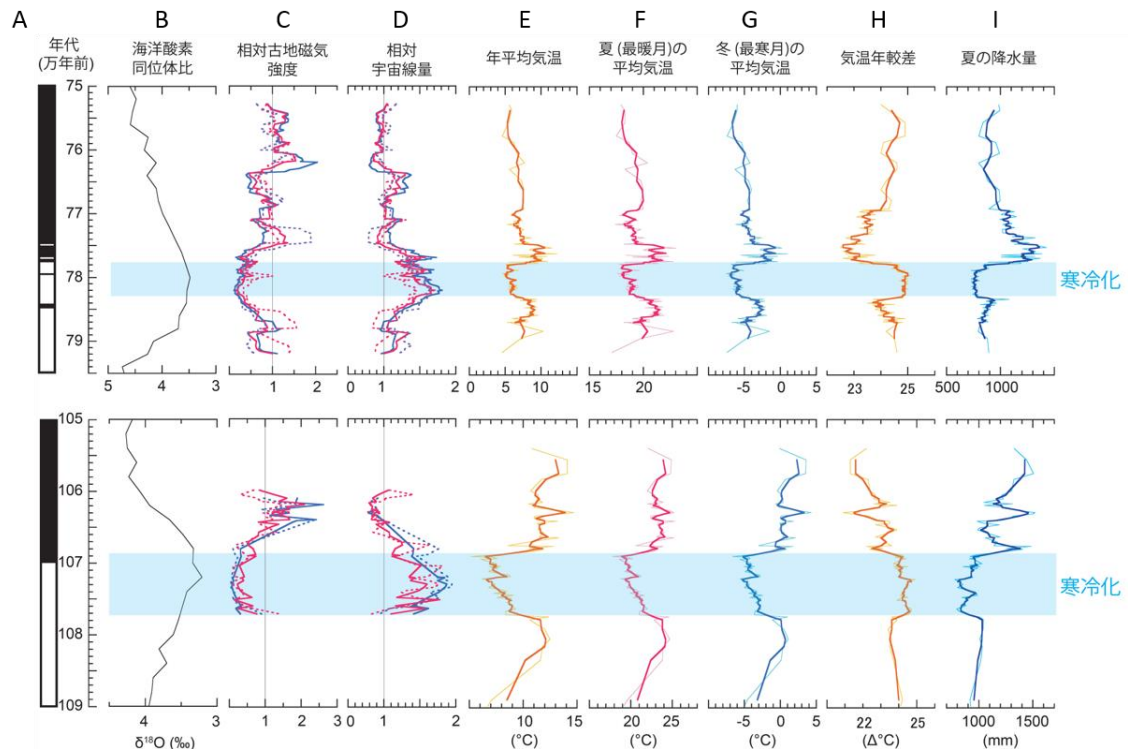 A B C D E F G H I
年代
(万年前)
海洋酸素
同位体比
相対古地磁気
強度
相対
宇宙線量
年平均気温
夏 (最暖月)の
平均気温
冬 (最寒月)の
平均気温
気温年較差
夏の降水量
75
76
77
78
79
寒冷化
5 4 3
0 1 2 3
0 1 2
0 5 10 15
15 20
-5 0
23 25
500 1000
105
106
107
108
109
寒冷化
4 3
1 2 3
0 1 2
5 10 15
20 25
-5 0 5
22 25
1000 1500
δ¹⁸O (‰)
(°C)
(°C)
(°C)
(Δ°C)
(mm)